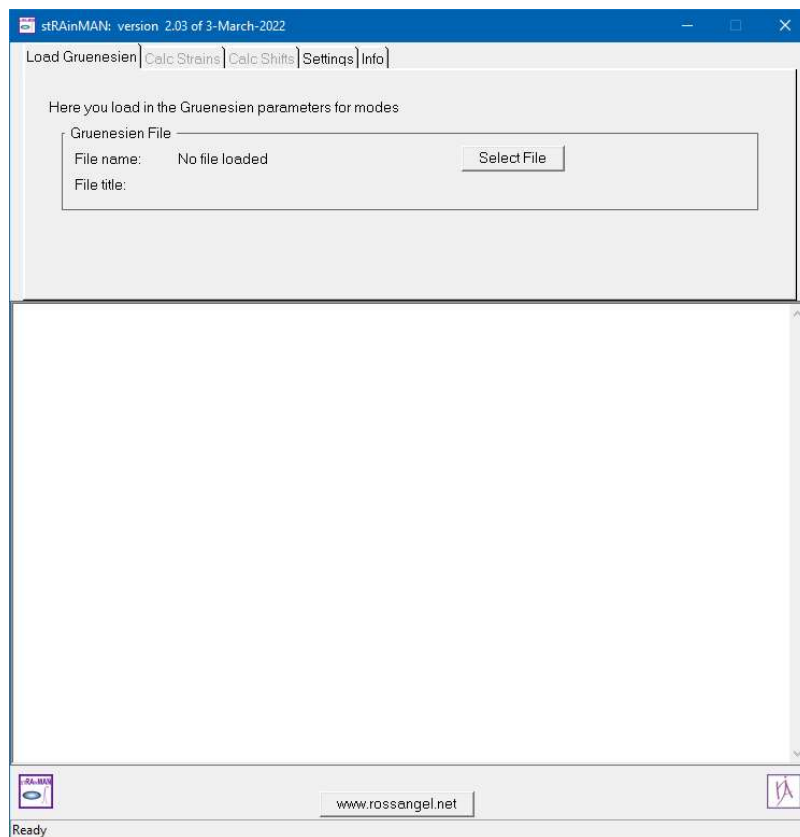 stRAinMAN: version 2.03 of 3-March-2022
Load Gruenesien Calc Strains Calc Shifts Settings Info
Here you load in the Gruenesien parameters for modes
Gruenesien File
File name: No file loaded Select File
File title:
stRAinMAN
www.rossangel.net
Ready